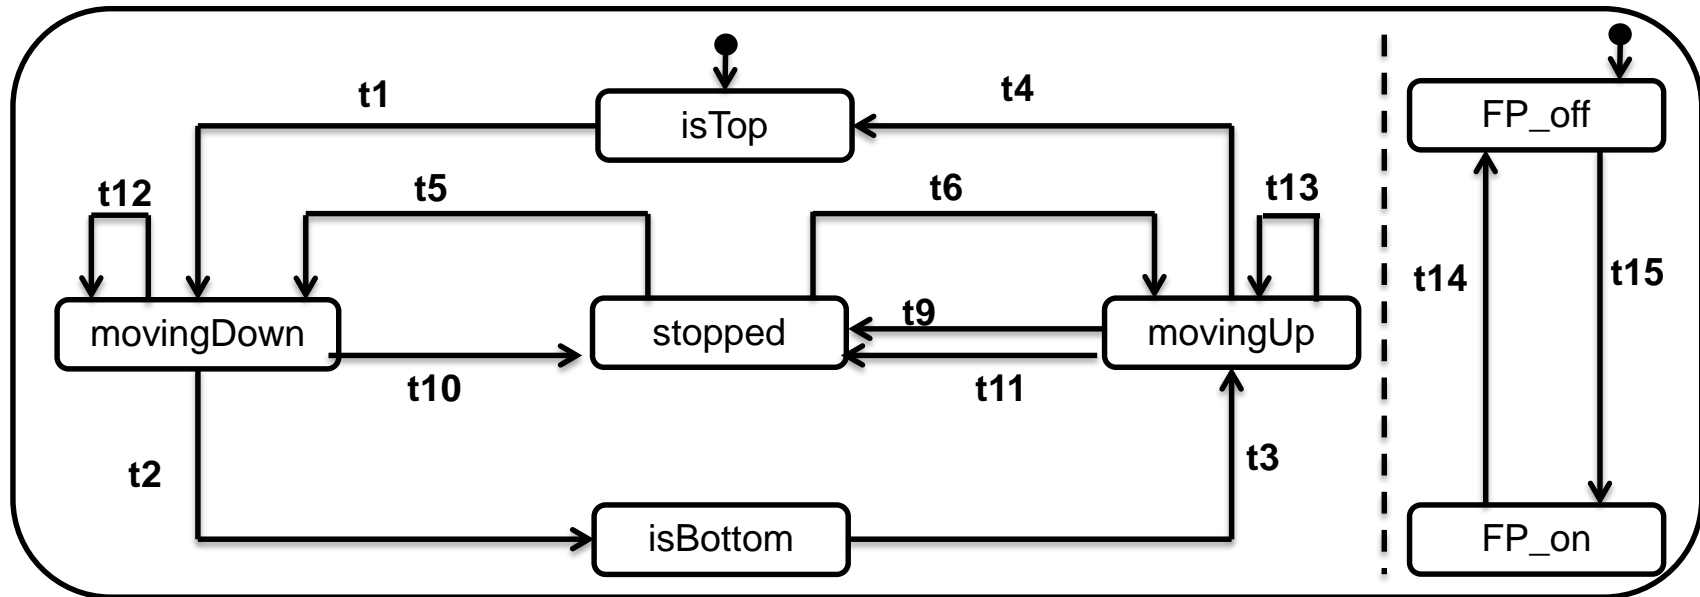 t1
t4
isTop
FP_off
t12
t5
t6
t13
t14
t15
movingDown
stopped
t9
movingUp
t10
t11
t2
t3
isBottom
FP_on